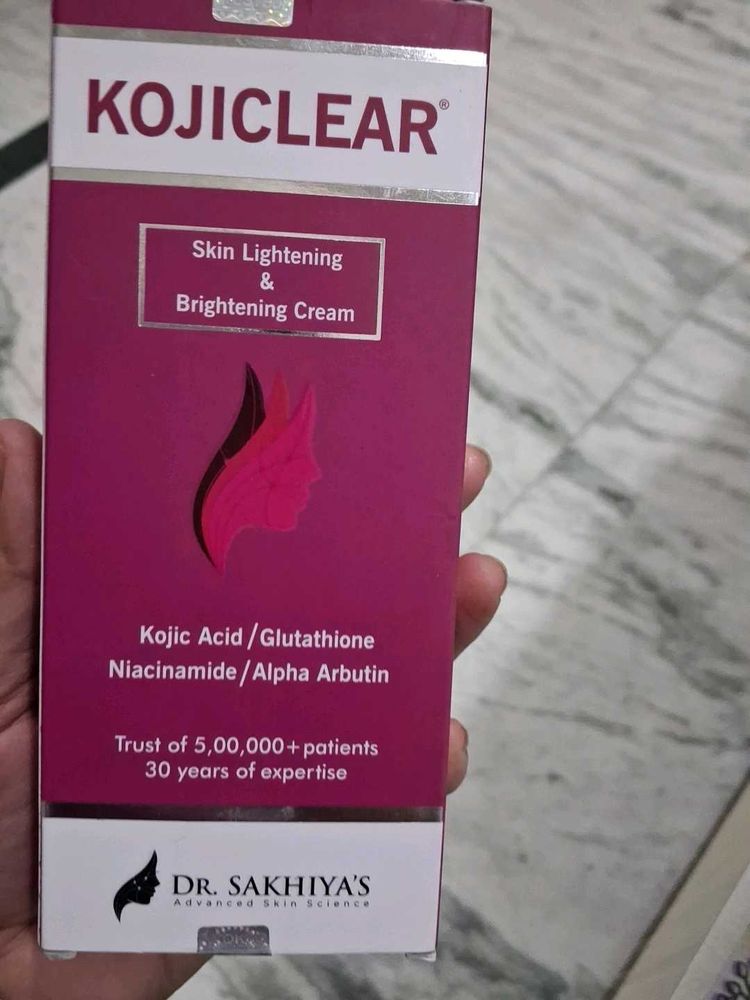 KOJICLEAR®
Skin Lightening
&
Brightening Cream
Kojic Acid/Glutathione
Niacinamide/Alpha Arbutin
Trust of 5,00,000+patients
30 years of expertise
DR. SAKHIYA'S
Advanced Skin Science